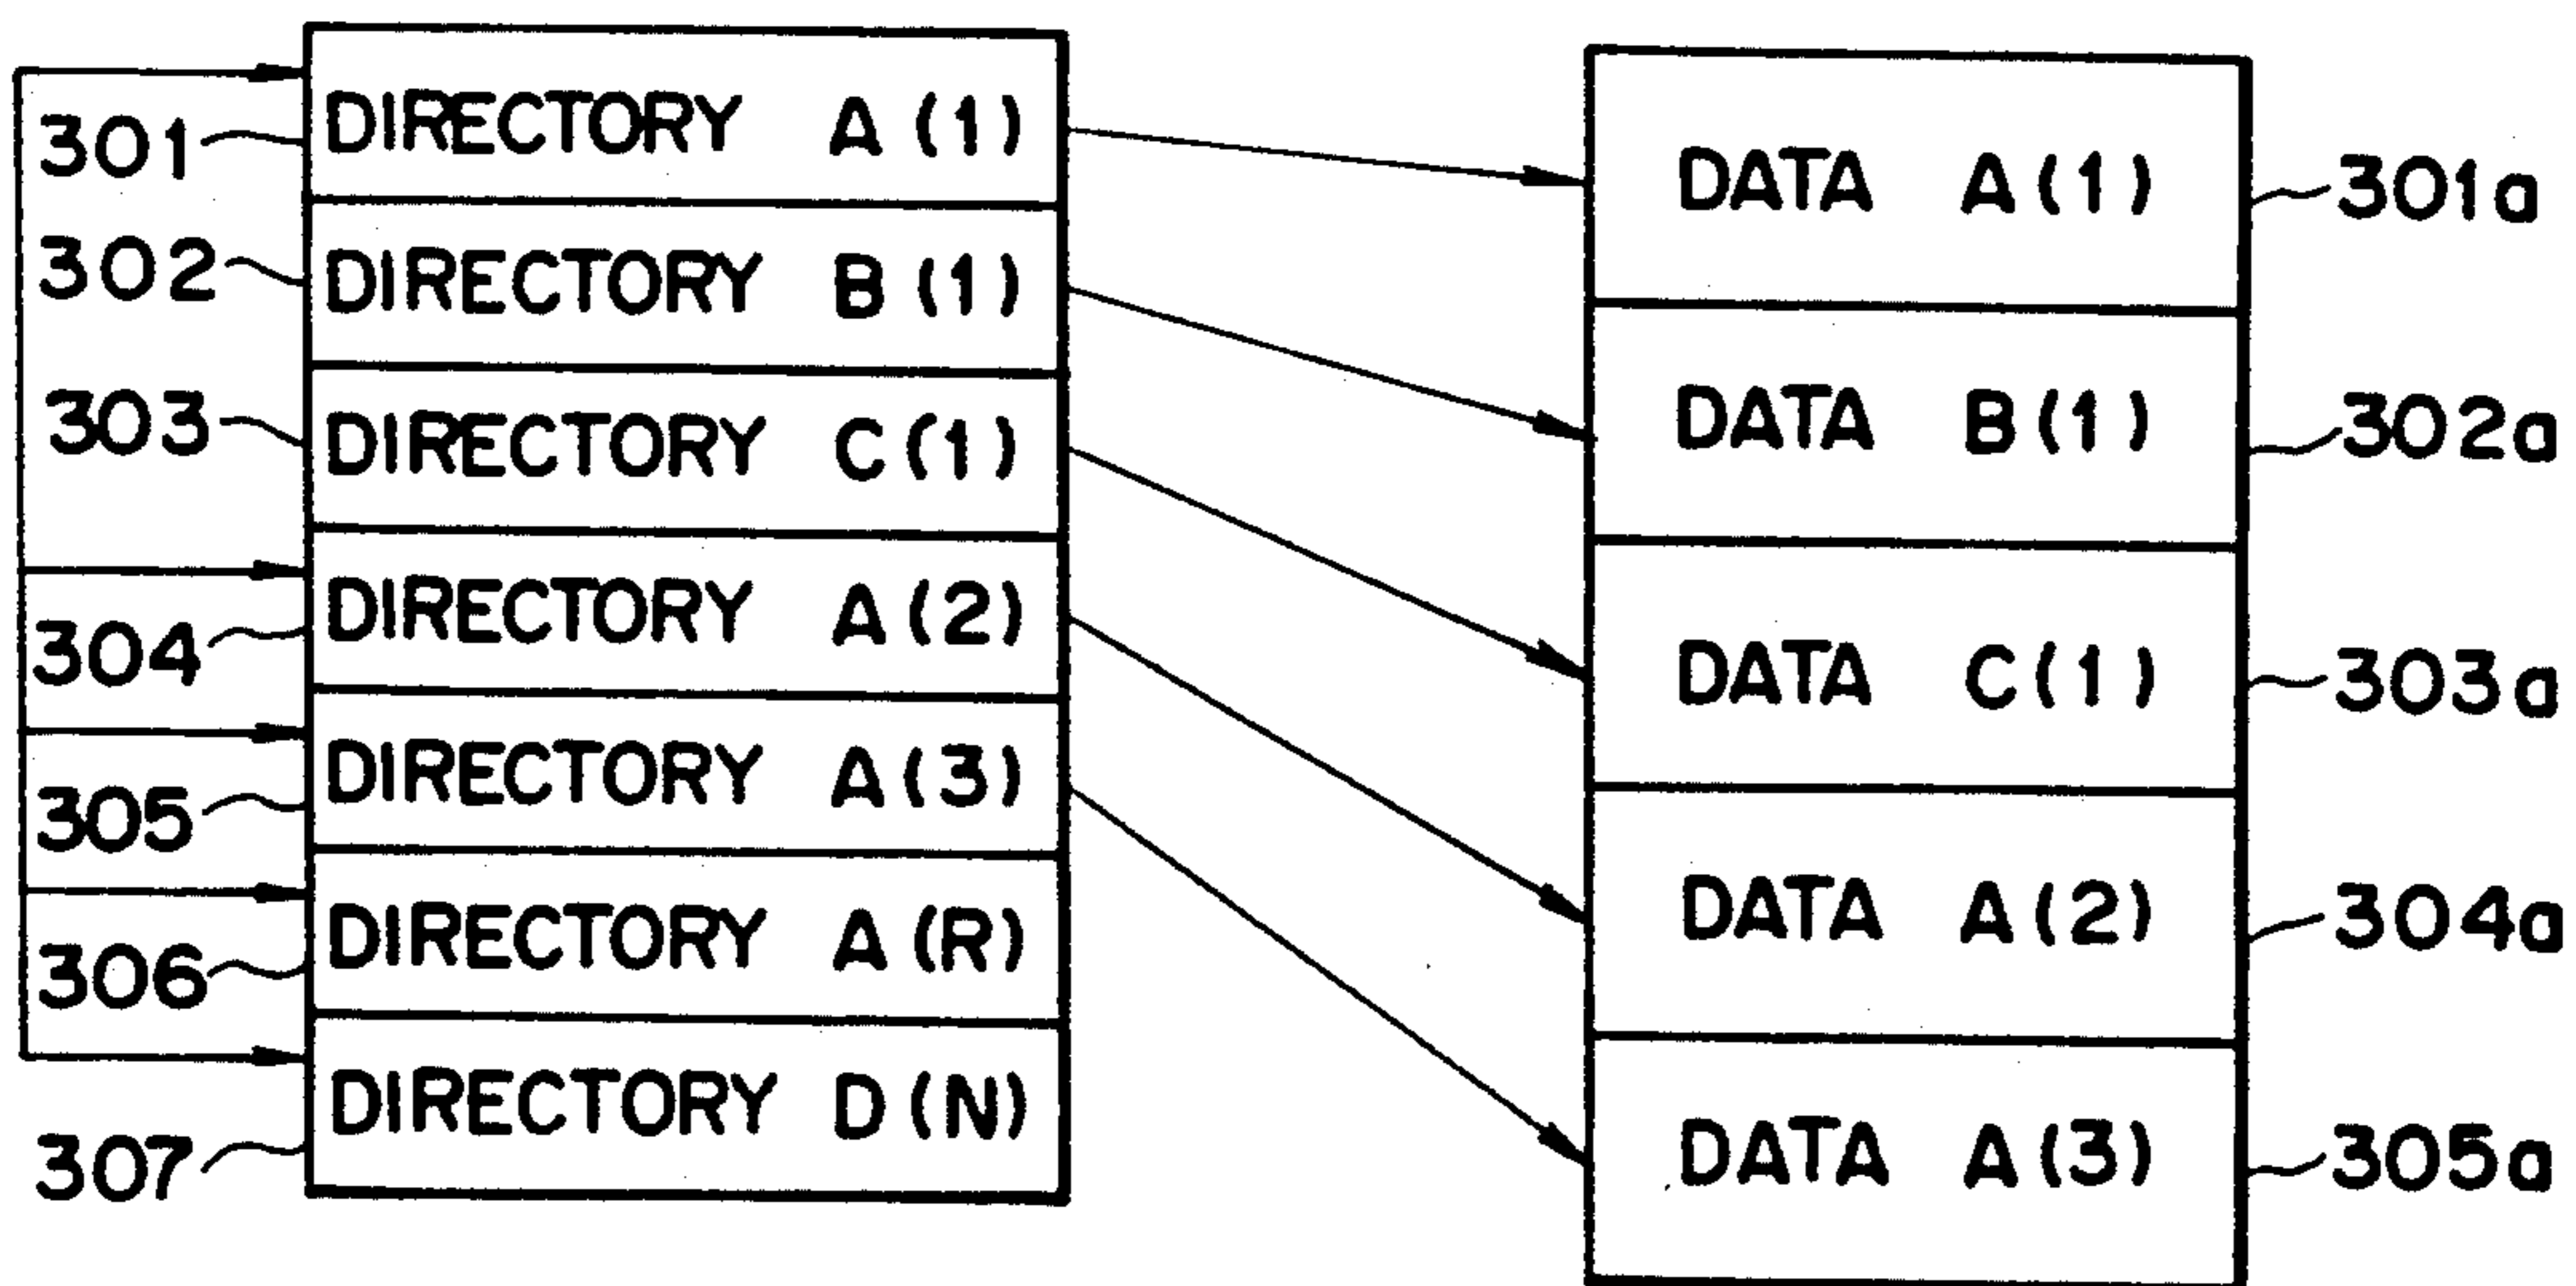 301 DIRECTORY A(1)
302 DIRECTORY B(1)
303 DIRECTORY C(1)
304 DIRECTORY A(2)
305 DIRECTORY A(3)
306 DIRECTORY A(R)
307 DIRECTORY D(N)
DATA A(1) 301a
DATA B(1) 302a
DATA C(1) 303a
DATA A(2) 304a
DATA A(3) 305a